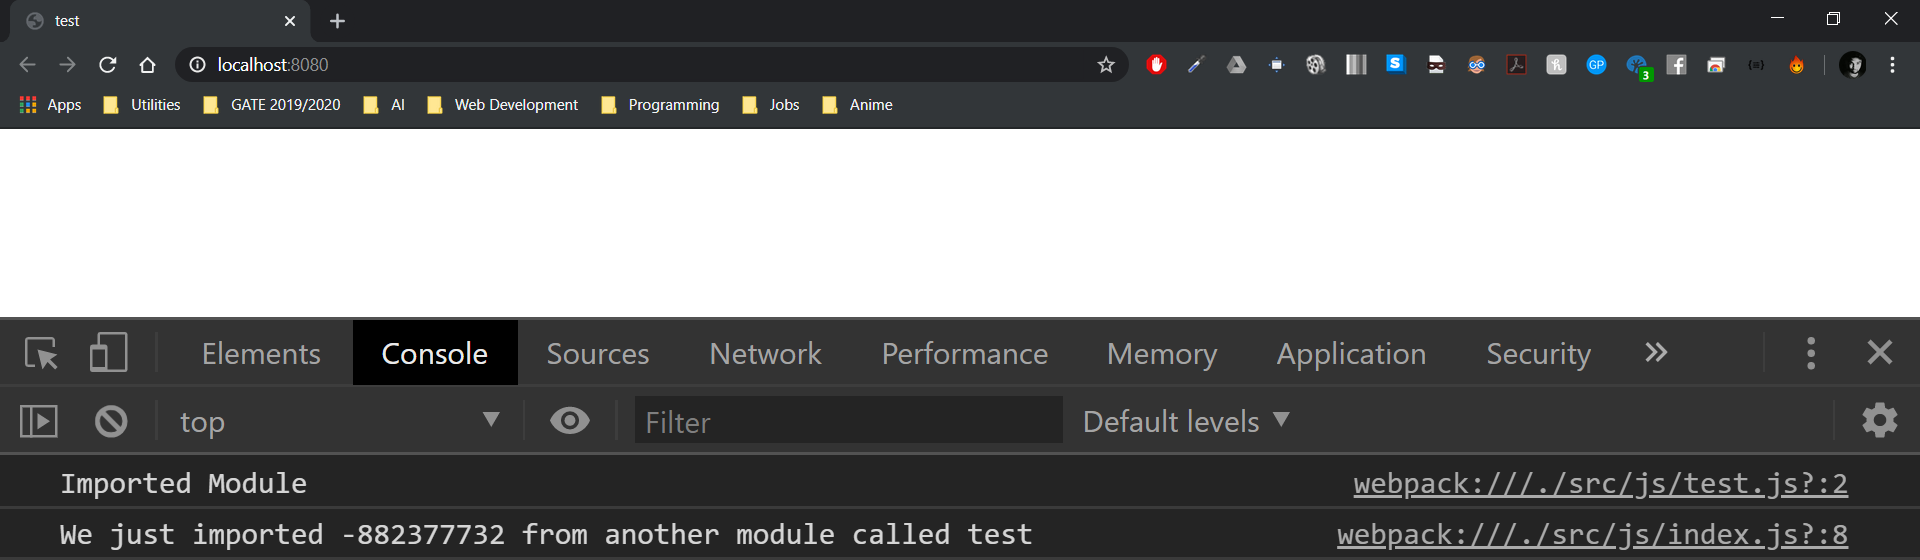 test
localhost:8080
GP
3
Apps Utilities GATE 2019/2020 AI Web Development Programming Jobs Anime
Elements Console Sources Network Performance Memory Application Security
top Filter Default levels
Imported Module webpack:///./src/js/test.js?:2
We just imported -882377732 from another module called test webpack:///./src/js/index.js?:8